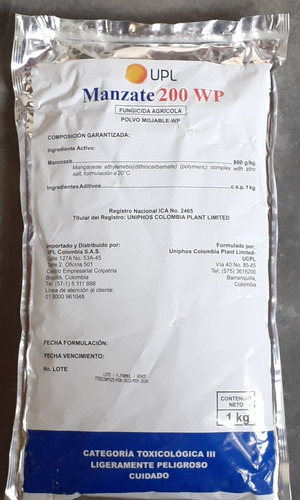 UPL
Manzate 200 WP
FUNGICIDA AGRÍCOLA
POLVO MOJABLE-WP
COMPOSICIÓN GARANTIZADA:
Ingrediente Activo:
Mancozeb 800 g/kg
Manganese ethylenebis(dithiocarbamate) (polymeric) complex with zinc
salt, formulación a 20°C
Ingredientes Aditivos c.s.p. 1 kg
Registro Nacional ICA No. 2465
Titular del Registro: UNIPHOS COLOMBIA PLANT LIMITED
Importado y Distribuido por:
UPL Colombia S.A.S.
Calle 127A No. 53A-45
Torre 2, Oficina 501
Centro Empresarial Colpatria
Bogotá, Colombia
Tel: (57-1) 5 111 888
Línea de atención al cliente:
01 8000 961048
Formulado por:
Uniphos Colombia Plant Limited-
UCPL
Vía 40 No. 85-85
Tel: (575) 3616200
Barranquilla,
Colombia
FECHA FORMULACIÓN:
FECHA VENCIMIENTO:
No. LOTE
CONTENIDO
NETO
1 kg
CATEGORÍA TOXICOLÓGICA III
LIGERAMENTE PELIGROSO
CUIDADO